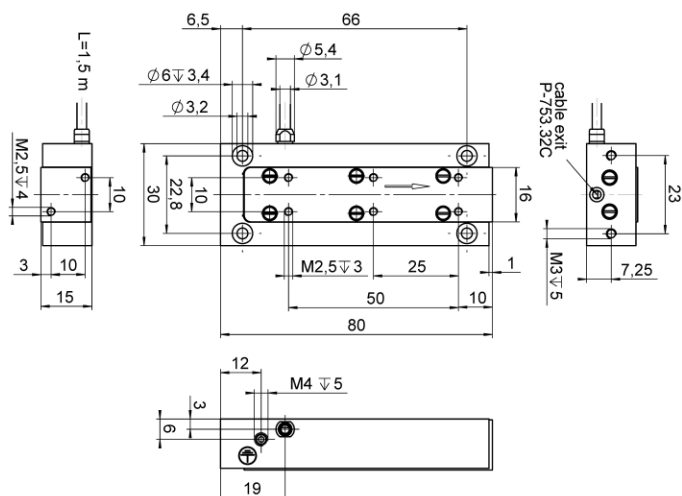 6,5
66
Ø5,4
Ø6↧3,4
Ø3,1
Ø3,2
L=1,5 m
M2,5↧4
10
3
10
15
30
22,8
10
16
M2,5↧3
25
1
50
10
80
cable exit
P-753.32C
23
M3↧5
7,25
12
M4 ↧5
3
6
19